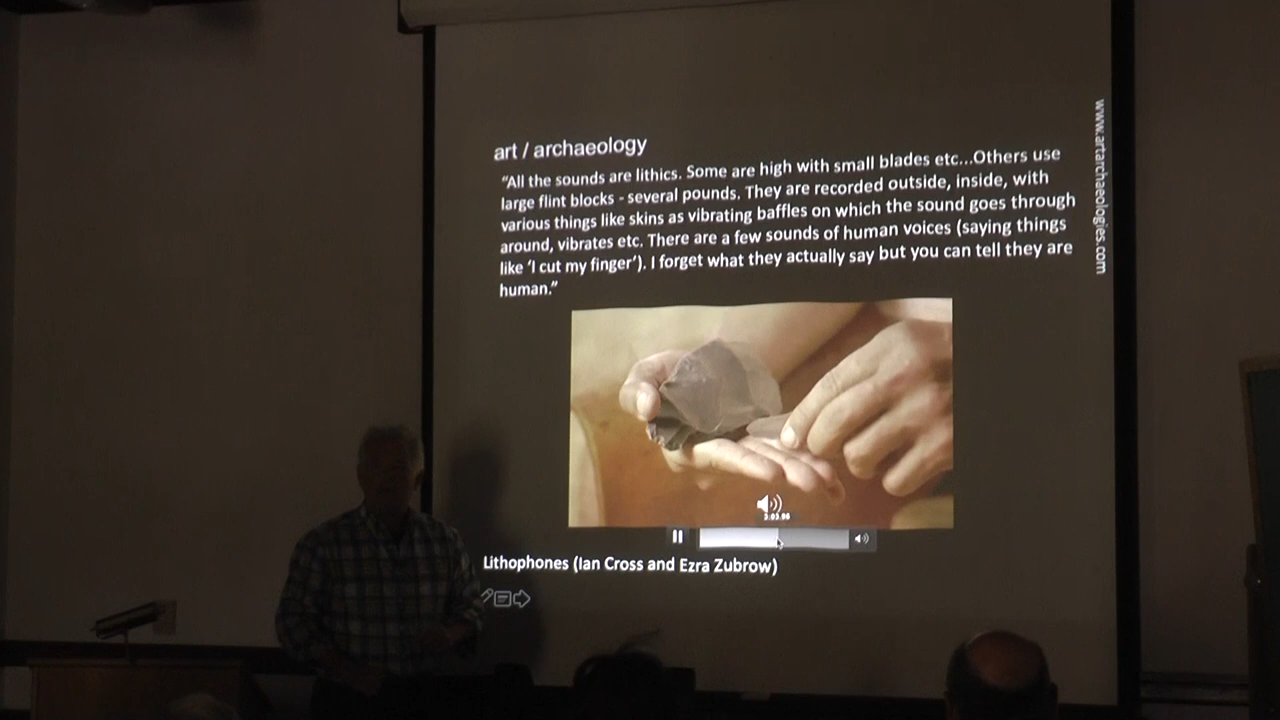 art / archaeology
“All the sounds are lithics. Some are high with small blades etc...Others use
large flint blocks - several pounds. They are recorded outside, inside, with
various things like skins as vibrating baffles on which the sound goes through
around, vibrates etc. There are a few sounds of human voices (saying things
like ‘I cut my finger’). I forget what they actually say but you can tell they are
human.”
www.artarchaeologies.com
Lithophones (Ian Cross and Ezra Zubrow)